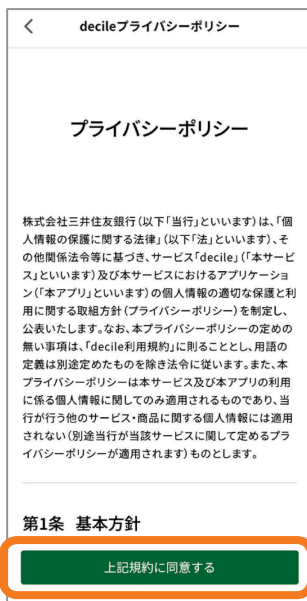 decileプライバシーポリシー
プライバシーポリシー
株式会社三井住友銀行(以下「当行」といいます)は、「個
人情報の保護に関する法律」(以下「法」といいます)、そ
の他関係法令等に基づき、サービス「decile」(「本サービ
ス」といいます)及び本サービスにおけるアプリケーショ
ン(「本アプリ」といいます)の個人情報の適切な保護と利
用に関する取組方針(プライバシーポリシー)を制定し、
公表いたします。なお、本プライバシーポリシーの定めの
無い事項は、「decile利用規約」に則ることとし、用語の
定義は別途定めたものを除き法令に従います。また、本
プライバシーポリシーは本サービス及び本アプリの利用
に係る個人情報に関してのみ適用されるものであり、当
行が行う他のサービス・商品に関する個人情報には適用
されない(別途当行が当該サービスに関して定めるプラ
イバシーポリシーが適用されます)ものとします。
第1条 基本方針
上記規約に同意する